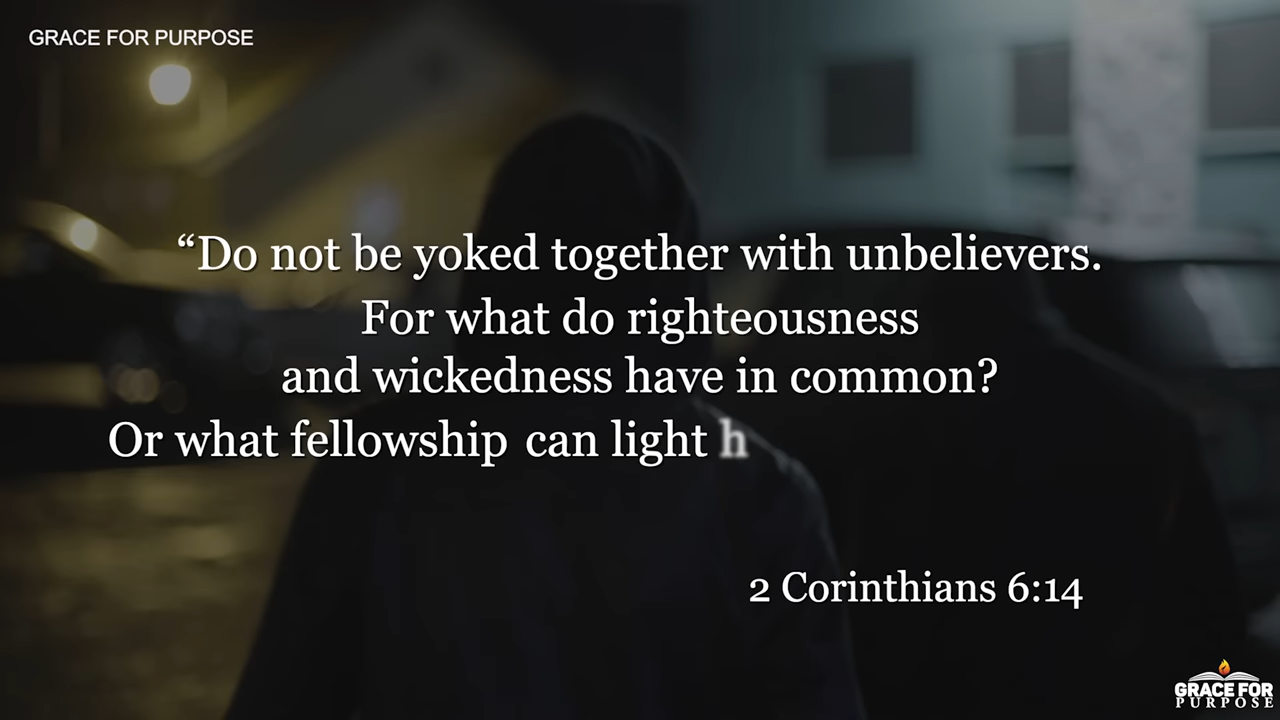 GRACE FOR PURPOSE
“Do not be yoked together with unbelievers.
For what do righteousness
and wickedness have in common?
Or what fellowship can light h
2 Corinthians 6:14
GRACE FOR
PURPOSE